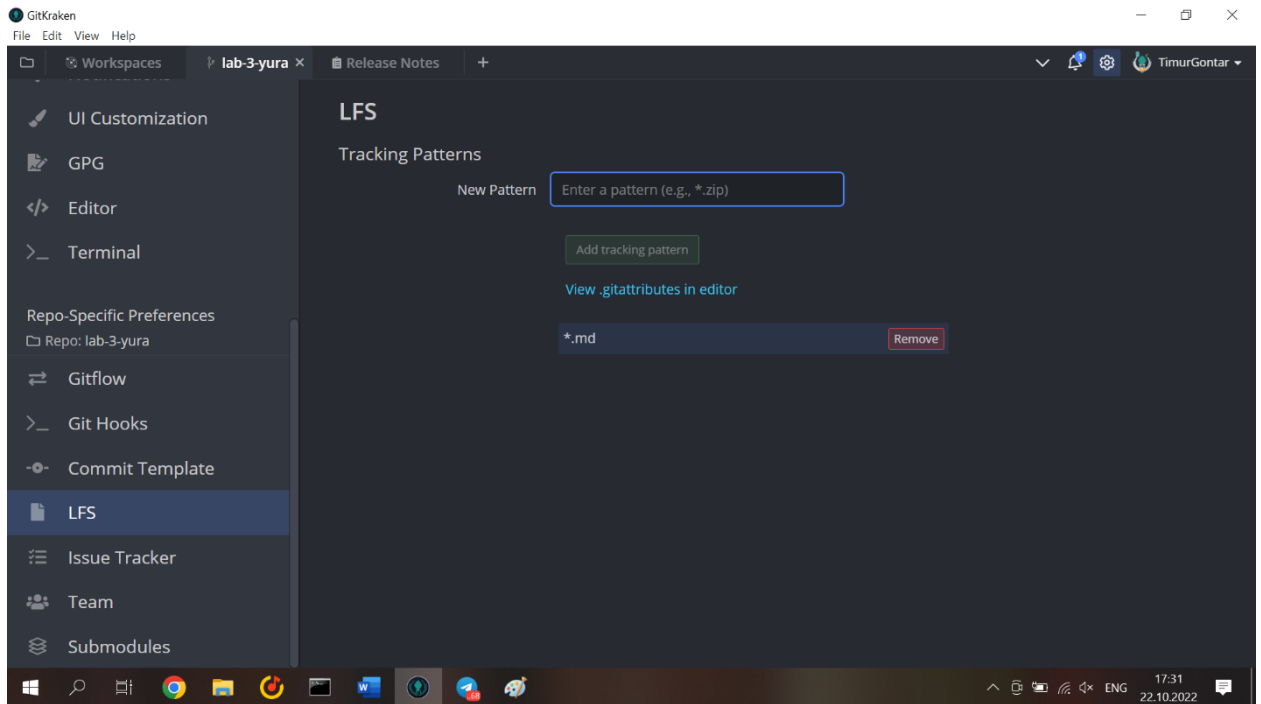 GitKraken
File Edit View Help
Workspaces lab-3-yura × Release Notes +
1
TimurGontar
UI Customization
GPG
Editor
Terminal
Repo-Specific Preferences
Repo: lab-3-yura
Gitflow
Git Hooks
Commit Template
LFS
Issue Tracker
Team
Submodules
LFS
Tracking Patterns
New Pattern Enter a pattern (e.g., *.zip)
Add tracking pattern
View .gitattributes in editor
*.md Remove
ENG 17:31
22.10.2022